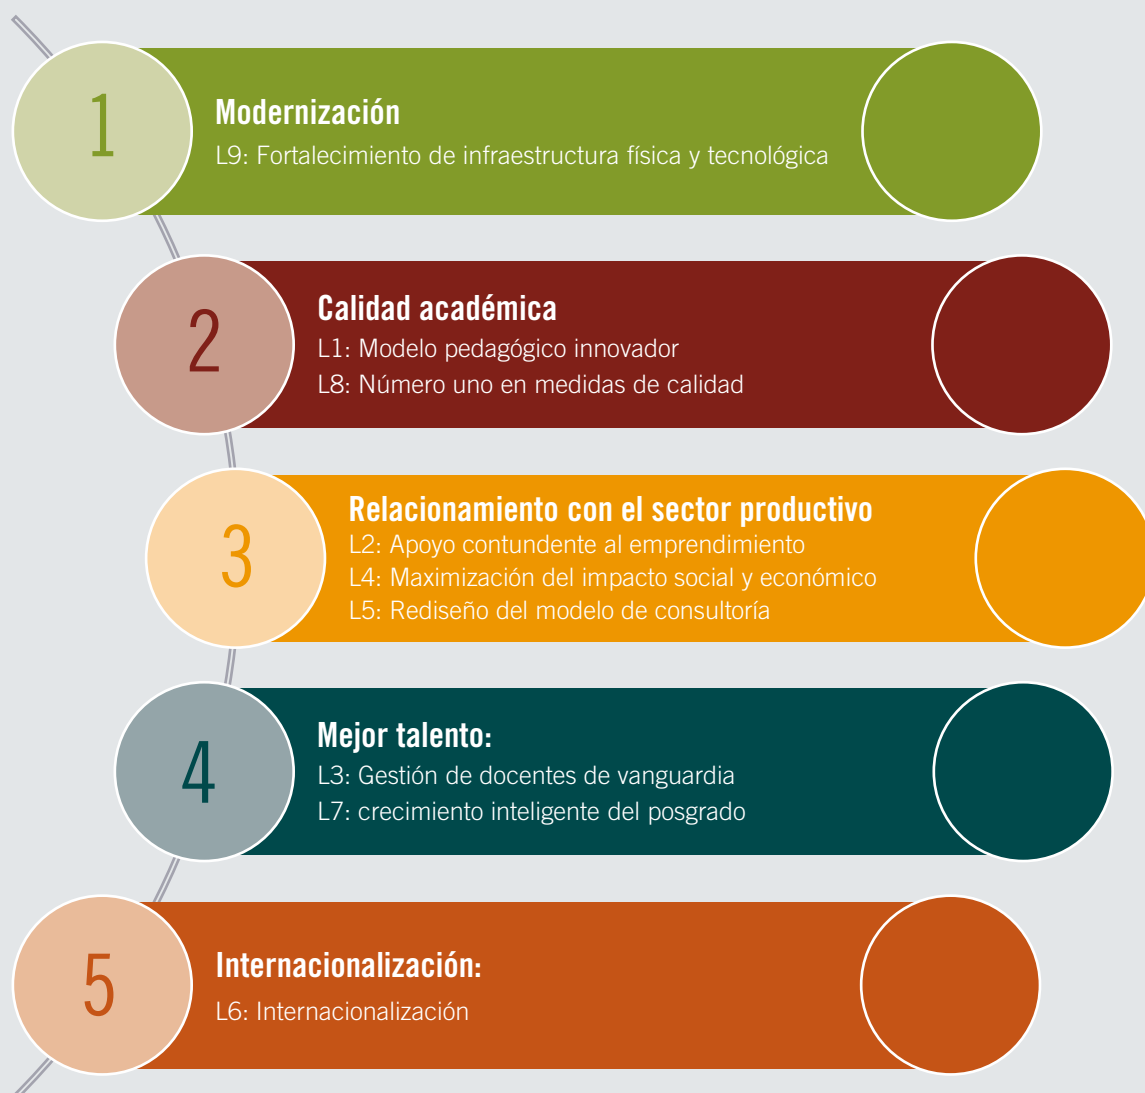 1
Modernización
L9: Fortalecimiento de infraestructura física y tecnológica
2
Calidad académica
L1: Modelo pedagógico innovador
L8: Número uno en medidas de calidad
3
Relacionamiento con el sector productivo
L2: Apoyo contundente al emprendimiento
L4: Maximización del impacto social y económico
L5: Rediseño del modelo de consultoría
4
Mejor talento:
L3: Gestión de docentes de vanguardia
L7: crecimiento inteligente del posgrado
5
Internacionalización:
L6: Internacionalización